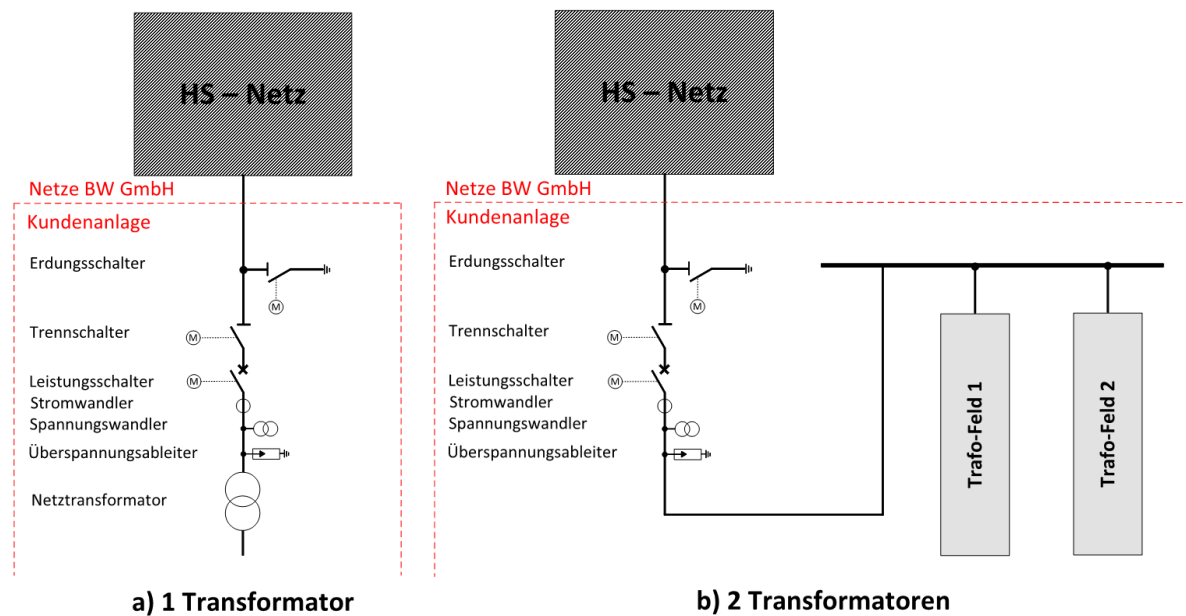 HS – Netz
Netze BW GmbH
Kundenanlage
Erdungsschalter
M
Trennschalter
M
Leistungsschalter
M
Stromwandler
Spannungswandler
Überspannungsableiter
Netztransformator
a) 1 Transformator
HS – Netz
Netze BW GmbH
Kundenanlage
Erdungsschalter
M
Trennschalter
M
Leistungsschalter
M
Stromwandler
Spannungswandler
Überspannungsableiter
Trafo-Feld 1
Trafo-Feld 2
b) 2 Transformatoren